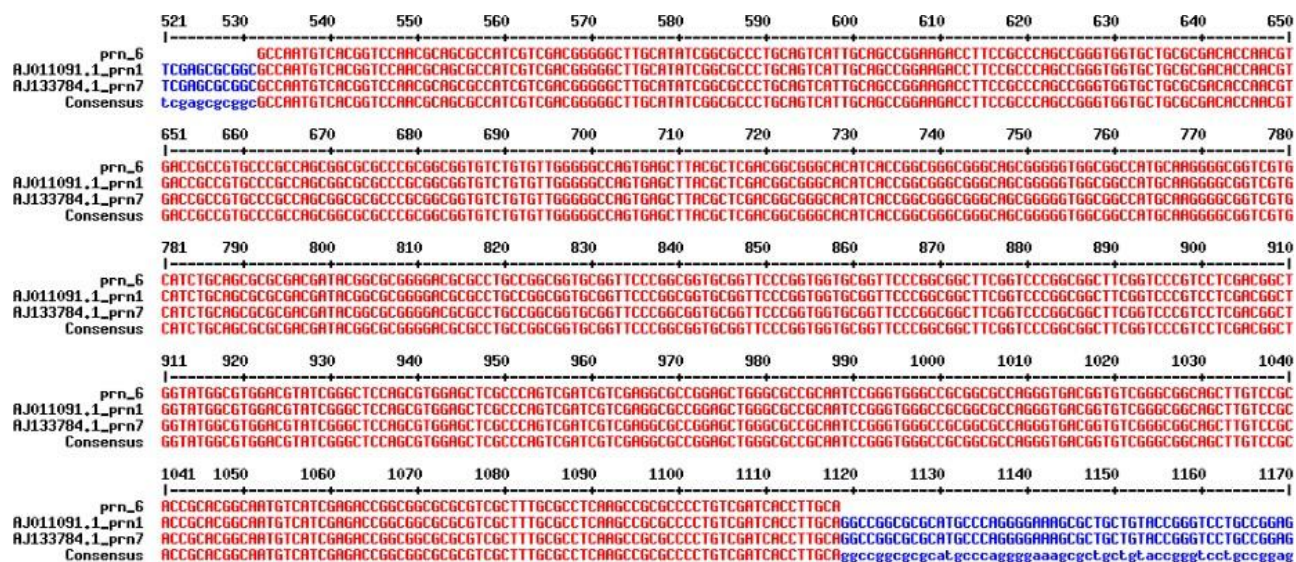 521 530 540 550 560 570 580 590 600 610 620 630 640 650
|--------+---------+---------+---------+---------+---------+---------+---------+---------+---------+---------+---------+---------|
prn_6 GCCAATGTCACGGTCCAACGCAGCGCCATCGTCGACGGGGGCTTGCATATCGGCGCCCTGCAGTCATTGCAGCCGGAAGACCTTCCGCCCAGCCGGGTGGTGCTGCGCGACACCAACGT
AJ011091.1_prn1 TCGAGCGCGGCGCCAATGTCACGGTCCAACGCAGCGCCATCGTCGACGGGGGCTTGCATATCGGCGCCCTGCAGTCATTGCAGCCGGAAGACCTTCCGCCCAGCCGGGTGGTGCTGCGCGACACCAACGT
AJ133784.1_prn7 TCGAGCGCGGCGCCAATGTCACGGTCCAACGCAGCGCCATCGTCGACGGGGGCTTGCATATCGGCGCCCTGCAGTCATTGCAGCCGGAAGACCTTCCGCCCAGCCGGGTGGTGCTGCGCGACACCAACGT
Consensus tcgagcgcggcGCCAATGTCACGGTCCAACGCAGCGCCATCGTCGACGGGGGCTTGCATATCGGCGCCCTGCAGTCATTGCAGCCGGAAGACCTTCCGCCCAGCCGGGTGGTGCTGCGCGACACCAACGT
651 660 670 680 690 700 710 720 730 740 750 760 770 780
|--------+---------+---------+---------+---------+---------+---------+---------+---------+---------+---------+---------+---------|
prn_6 GACCGCCGTGCCCGCCAGCGGCGCGCCCGCGGCGGTGTCTGTGTTGGGGGCCAGTGAGCTTACGCTCGACGGCGGGCACATCACCGGCGGGCGGGCAGCGGGGGTGGCGGCCATGCAAGGGGCGGTCGTG
AJ011091.1_prn1 GACCGCCGTGCCCGCCAGCGGCGCGCCCGCGGCGGTGTCTGTGTTGGGGGCCAGTGAGCTTACGCTCGACGGCGGGCACATCACCGGCGGGCGGGCAGCGGGGGTGGCGGCCATGCAAGGGGCGGTCGTG
AJ133784.1_prn7 GACCGCCGTGCCCGCCAGCGGCGCGCCCGCGGCGGTGTCTGTGTTGGGGGCCAGTGAGCTTACGCTCGACGGCGGGCACATCACCGGCGGGCGGGCAGCGGGGGTGGCGGCCATGCAAGGGGCGGTCGTG
Consensus GACCGCCGTGCCCGCCAGCGGCGCGCCCGCGGCGGTGTCTGTGTTGGGGGCCAGTGAGCTTACGCTCGACGGCGGGCACATCACCGGCGGGCGGGCAGCGGGGGTGGCGGCCATGCAAGGGGCGGTCGTG
781 790 800 810 820 830 840 850 860 870 880 890 900 910
|--------+---------+---------+---------+---------+---------+---------+---------+---------+---------+---------+---------+---------|
prn_6 CATCTGCAGCGCGCGACGATACGGCGCGGGGACGCGCCTGCCGGCGGTGCGGTTCCCGGCGGTGCGGTTCCCGGTGGTGCGGTTCCCGGCGGCTTCGGTCCCGGCGGCTTCGGTCCCGTCCTCGACGGCT
AJ011091.1_prn1 CATCTGCAGCGCGCGACGATACGGCGCGGGGACGCGCCTGCCGGCGGTGCGGTTCCCGGCGGTGCGGTTCCCGGTGGTGCGGTTCCCGGCGGCTTCGGTCCCGGCGGCTTCGGTCCCGTCCTCGACGGCT
AJ133784.1_prn7 CATCTGCAGCGCGCGACGATACGGCGCGGGGACGCGCCTGCCGGCGGTGCGGTTCCCGGCGGTGCGGTTCCCGGTGGTGCGGTTCCCGGCGGCTTCGGTCCCGGCGGCTTCGGTCCCGTCCTCGACGGCT
Consensus CATCTGCAGCGCGCGACGATACGGCGCGGGGACGCGCCTGCCGGCGGTGCGGTTCCCGGCGGTGCGGTTCCCGGTGGTGCGGTTCCCGGCGGCTTCGGTCCCGGCGGCTTCGGTCCCGTCCTCGACGGCT
911 920 930 940 950 960 970 980 990 1000 1010 1020 1030 1040
|--------+---------+---------+---------+---------+---------+---------+---------+---------+---------+---------+---------+---------|
prn_6 GGTATGGCGTGGACGTATCGGGCTCCAGCGTGGAGCTCGCCCAGTCGATCGTCGAGGCGCCGGAGCTGGGCGCCGCAATCCGGGTGGGCCGCGGCGCCAGGGTGACGGTGTCGGGCGGCAGCTTGTCCGC
AJ011091.1_prn1 GGTATGGCGTGGACGTATCGGGCTCCAGCGTGGAGCTCGCCCAGTCGATCGTCGAGGCGCCGGAGCTGGGCGCCGCAATCCGGGTGGGCCGCGGCGCCAGGGTGACGGTGTCGGGCGGCAGCTTGTCCGC
AJ133784.1_prn7 GGTATGGCGTGGACGTATCGGGCTCCAGCGTGGAGCTCGCCCAGTCGATCGTCGAGGCGCCGGAGCTGGGCGCCGCAATCCGGGTGGGCCGCGGCGCCAGGGTGACGGTGTCGGGCGGCAGCTTGTCCGC
Consensus GGTATGGCGTGGACGTATCGGGCTCCAGCGTGGAGCTCGCCCAGTCGATCGTCGAGGCGCCGGAGCTGGGCGCCGCAATCCGGGTGGGCCGCGGCGCCAGGGTGACGGTGTCGGGCGGCAGCTTGTCCGC
1041 1050 1060 1070 1080 1090 1100 1110 1120 1130 1140 1150 1160 1170
|--------+---------+---------+---------+---------+---------+---------+---------+---------+---------+---------+---------+---------|
prn_6 ACCGCACGGCAATGTCATCGAGACCGGCGGCGCGCGTCGCTTTGCGCCTCAAGCCGCGCCCCTGTCGATCACCTTGCA
AJ011091.1_prn1 ACCGCACGGCAATGTCATCGAGACCGGCGGCGCGCGTCGCTTTGCGCCTCAAGCCGCGCCCCTGTCGATCACCTTGCAGGCCGGCGCGCATGCCCAGGGGAAAGCGCTGCTGTACCGGGTCCTGCCGGAG
AJ133784.1_prn7 ACCGCACGGCAATGTCATCGAGACCGGCGGCGCGCGTCGCTTTGCGCCTCAAGCCGCGCCCCTGTCGATCACCTTGCAGGCCGGCGCGCATGCCCAGGGGAAAGCGCTGCTGTACCGGGTCCTGCCGGAG
Consensus ACCGCACGGCAATGTCATCGAGACCGGCGGCGCGCGTCGCTTTGCGCCTCAAGCCGCGCCCCTGTCGATCACCTTGCAggccggcgcgcatgcccaggggaaagcgctgctgtaccgggtcctgccggag